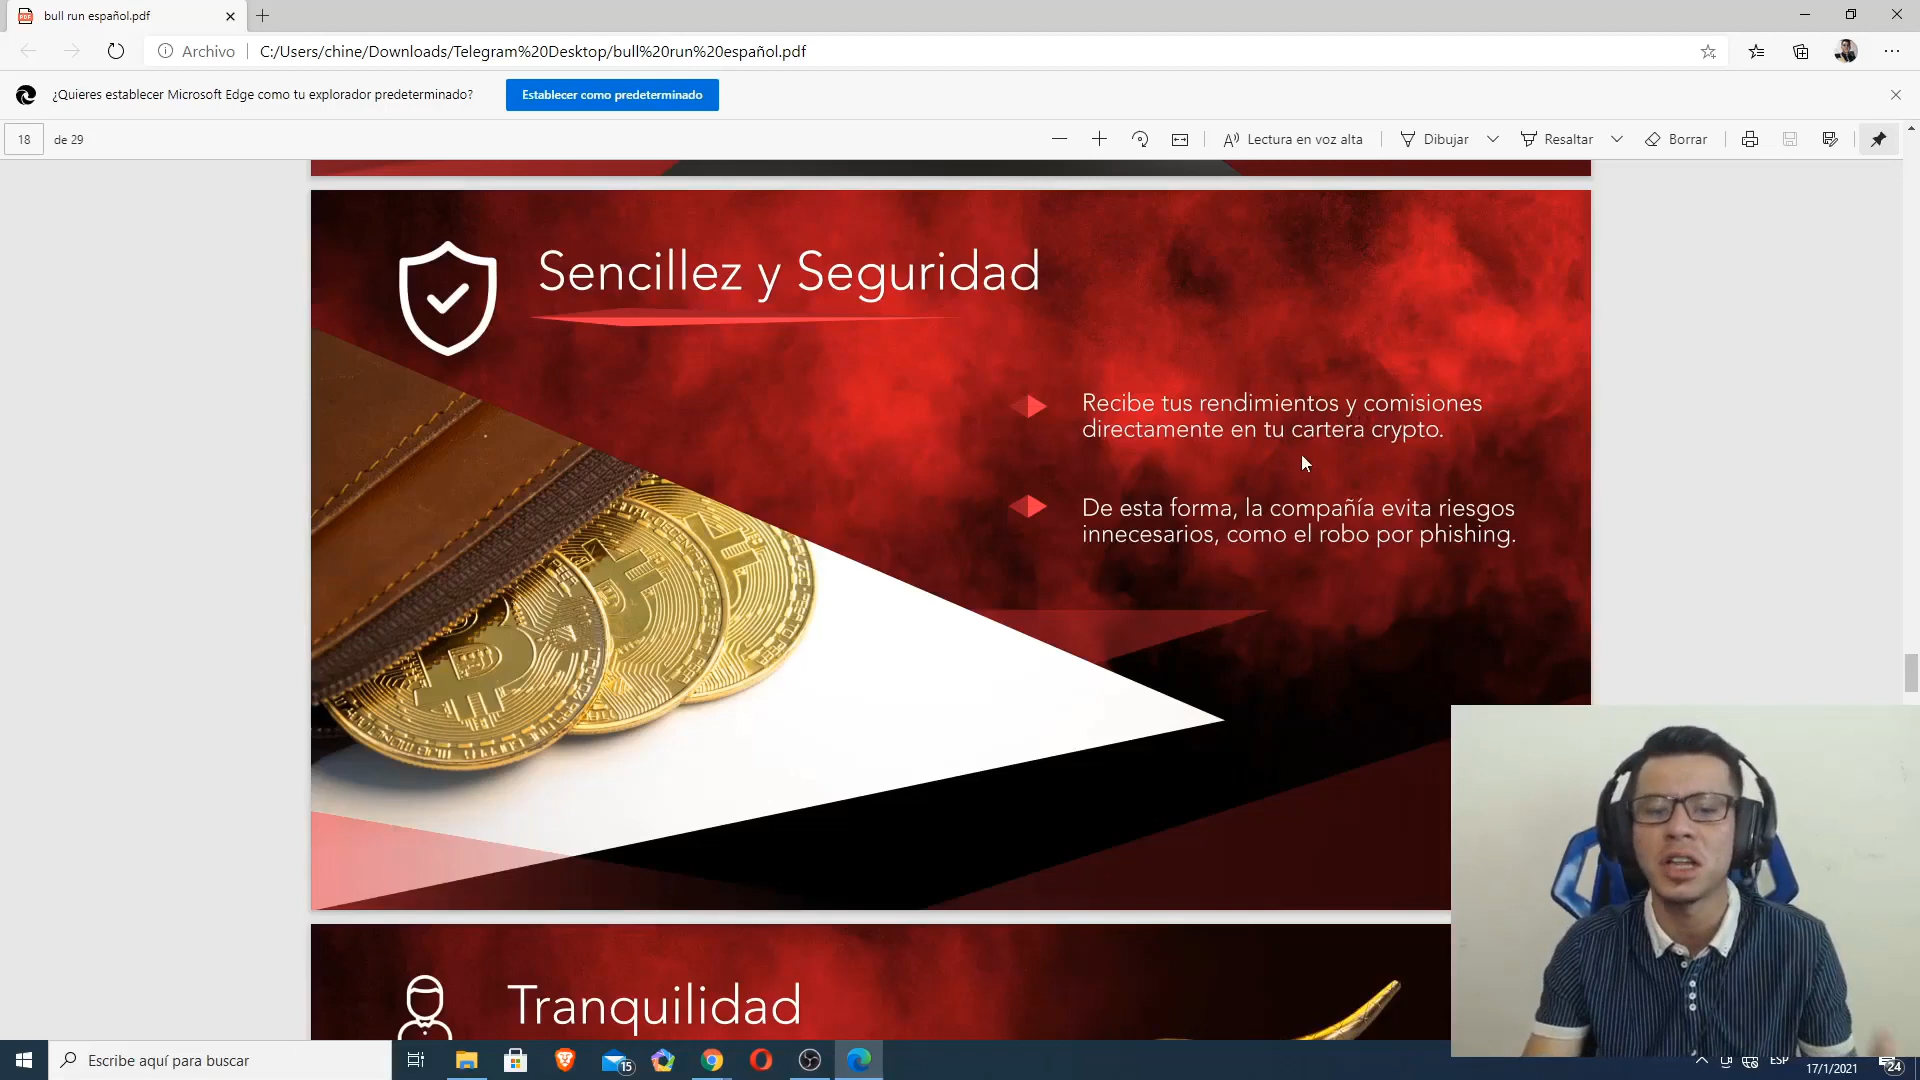 bull run español.pdf
Archivo
C:/Users/chine/Downloads/Telegram%20Desktop/bull%20run%20español.pdf
¿Quieres establecer Microsoft Edge como tu explorador predeterminado?
Establecer como predeterminado
18 de 29
Lectura en voz alta
Dibujar
Resaltar
Borrar
Sencillez y Seguridad
Recibe tus rendimientos y comisiones
directamente en tu cartera crypto.
De esta forma, la compañía evita riesgos
innecesarios, como el robo por phishing.
Tranquilidad
Escribe aquí para buscar
15
ESP
17/1/2021
24